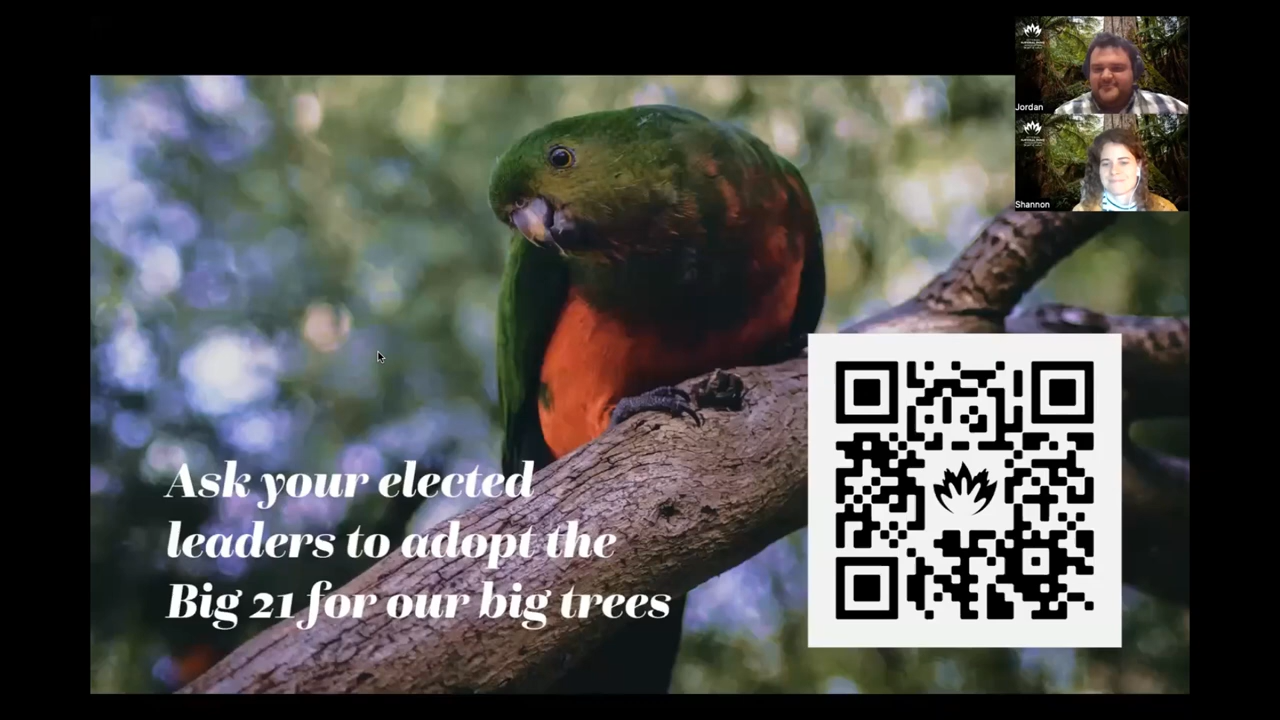 Jordan
Shannon
Ask your elected
leaders to adopt the
Big 21 for our big trees